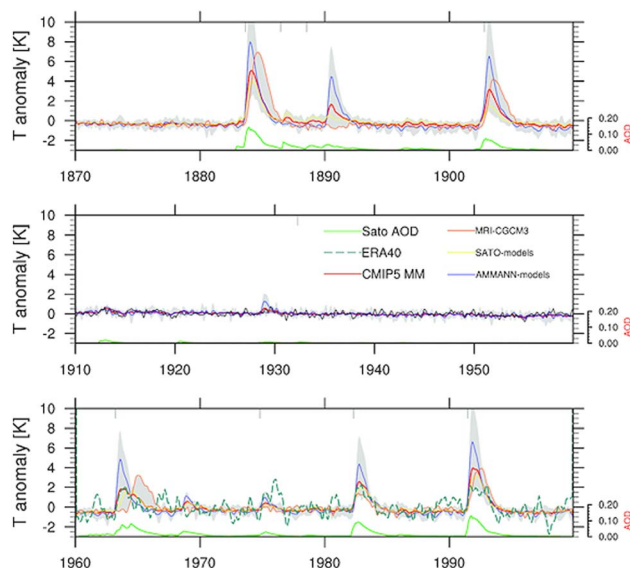 10
8
6
4
2
0
-2
T anomaly [K]
0.20
0.10
0.00
AOD
1870 1880 1890 1900
10
8
6
4
2
0
-2
T anomaly [K]
Sato AOD
ERA40
CMIP5 MM
MRI-CGCM3
SATO-models
AMMANN-models
0.20
0.10
0.00
AOD
1910 1920 1930 1940 1950
10
8
6
4
2
0
-2
T anomaly [K]
0.20
0.10
0.00
AOD
1960 1970 1980 1990